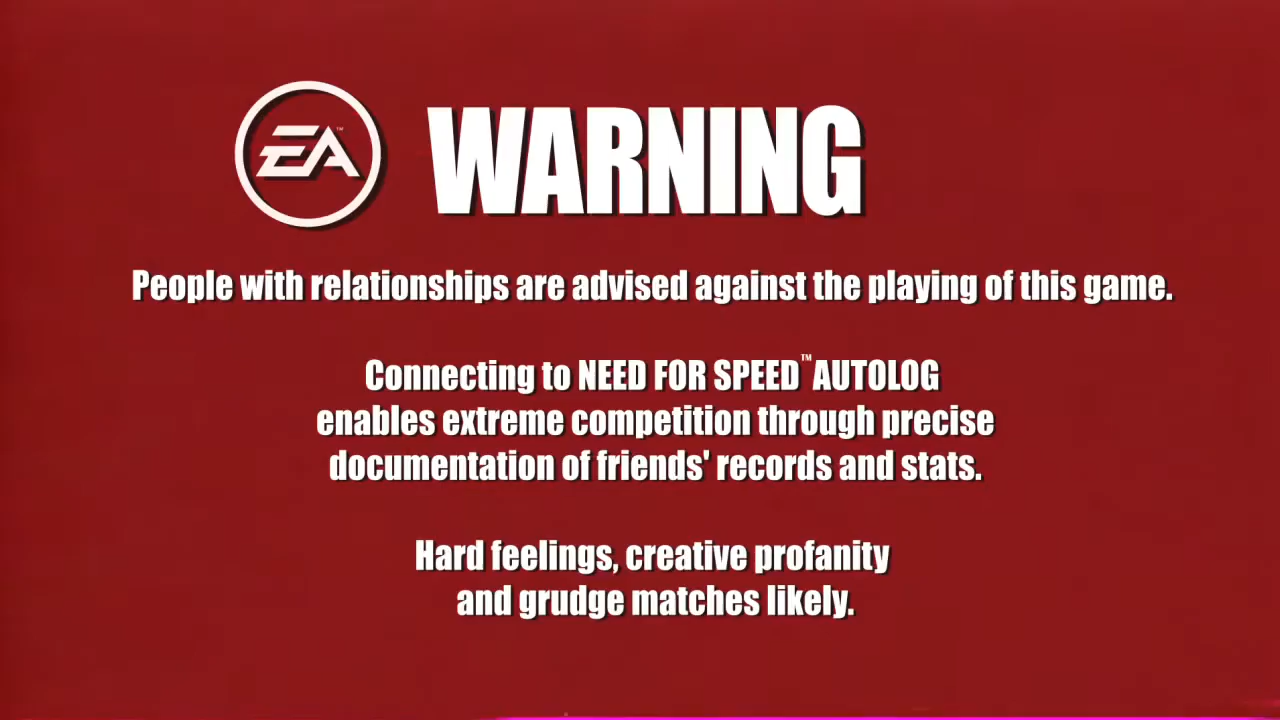 EA™ WARNING
People with relationships are advised against the playing of this game.
Connecting to NEED FOR SPEED™ AUTOLOG
enables extreme competition through precise
documentation of friends' records and stats.
Hard feelings, creative profanity
and grudge matches likely.